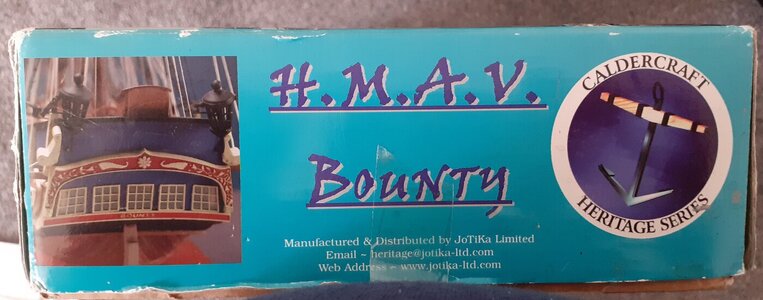 H.M.A.V.
BOUNTY
Manufactured & Distributed by JoTiKa Limited
Email ~ heritage@jotika-ltd.com
Web Address ~ www.jotika-ltd.com
CALDERCRAFT
HERITAGE SERIES
BOUNTY